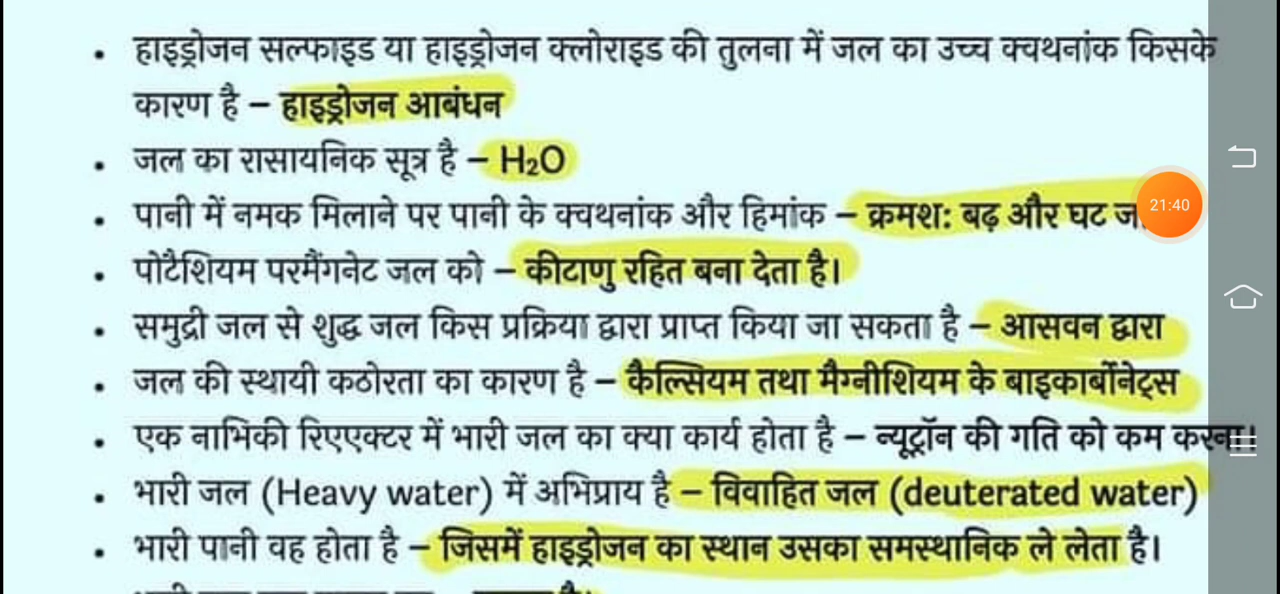 • हाइड्रोजन सल्फाइड या हाइड्रोजन क्लोराइड की तुलना में जल का उच्च क्वथनांक किसके
कारण है – हाइड्रोजन आबंधन
• जल का रासायनिक सूत्र है – H₂O
• पानी में नमक मिलाने पर पानी के क्वथनांक और हिमांक – क्रमश: बढ़ और घट
21:40
• पोटैशियम परमैंगनेट जल को – कीटाणु रहित बना देता है।
• समुद्री जल से शुद्ध जल किस प्रक्रिया द्वारा प्राप्त किया जा सकता है – आसवन द्वारा
• जल की स्थायी कठोरता का कारण है – कैल्सियम तथा मैग्नीशियम के बाइकार्बोनेट्स
• एक नाभिकी रिएएक्टर में भारी जल का क्या कार्य होता है – न्यूट्रॉन की गति को कम करना।
• भारी जल (Heavy water) में अभिप्राय है – विवाहित जल (deuterated water)
• भारी पानी वह होता है – जिसमें हाइड्रोजन का स्थान उसका समस्थानिक ले लेता है।